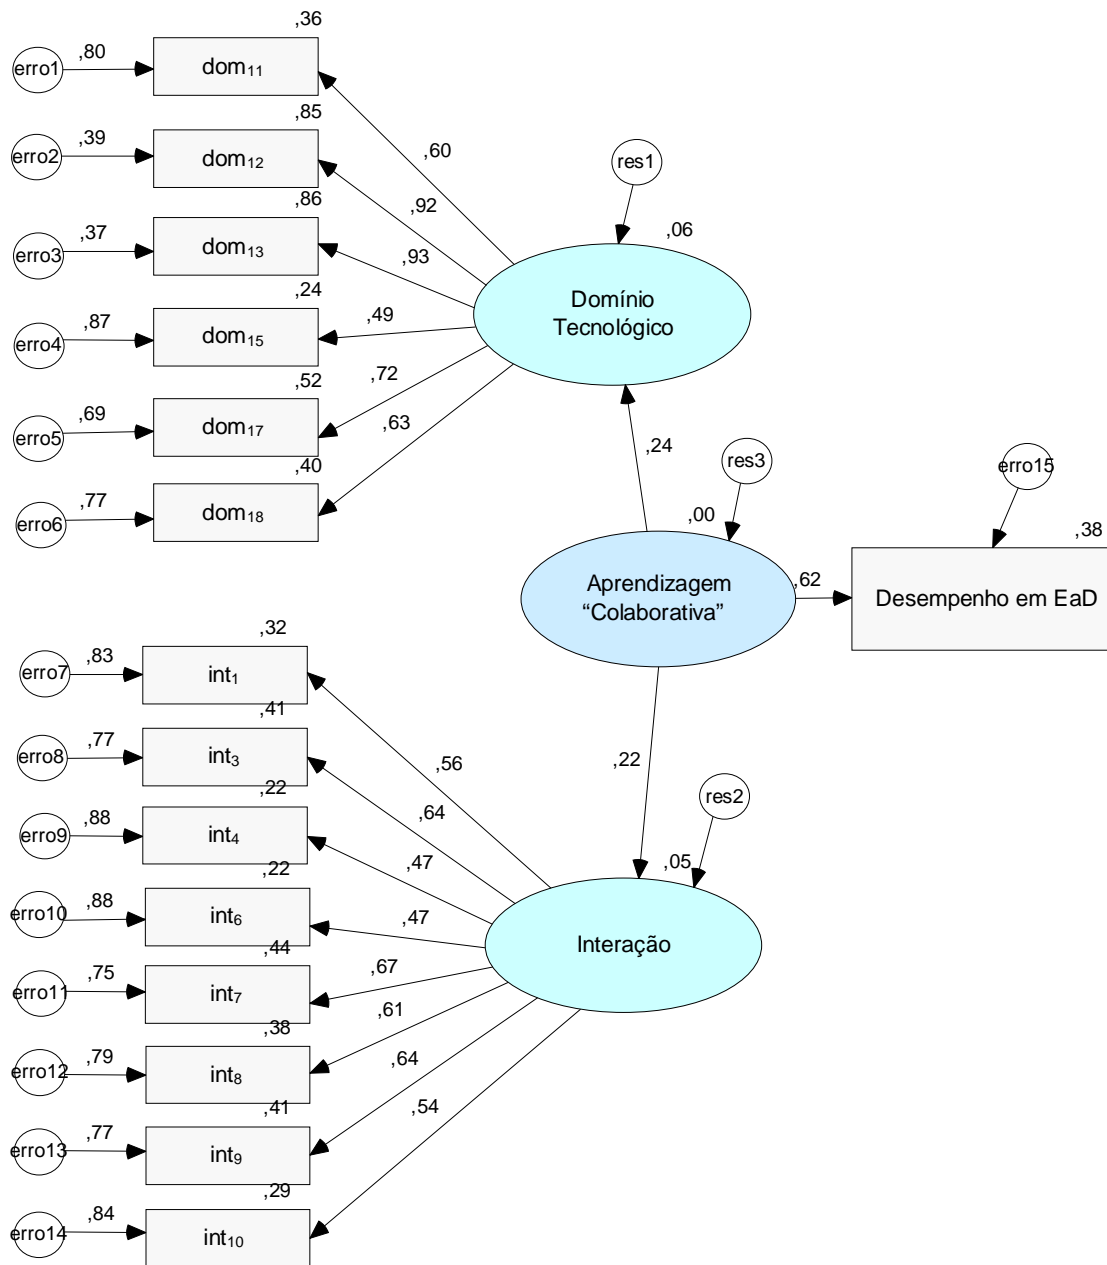 ,36
erro1 ,80 dom11
,60
,85
erro2 ,39 dom12
,92
res1
,86
erro3 ,37 dom13
,93
,06
Domínio
Tecnológico
,24
erro4 ,87 dom15
,49
,52
erro5 ,69 dom17
,72
,40
erro6 ,77 dom18
,63
,24
res3
erro15
,00
,38
Aprendizagem
“Colaborativa”
,62
Desempenho em EaD
,32
erro7 ,83 int1
,56
,41
erro8 ,77 int3
,64
,22
res2
,22
erro9 ,88 int4
,47
,05
,22
erro10 ,88 int6
,47
Interação
,44
erro11 ,75 int7
,67
,38
erro12 ,79 int8
,61
,41
erro13 ,77 int9
,64
,29
erro14 ,84 int10
,54